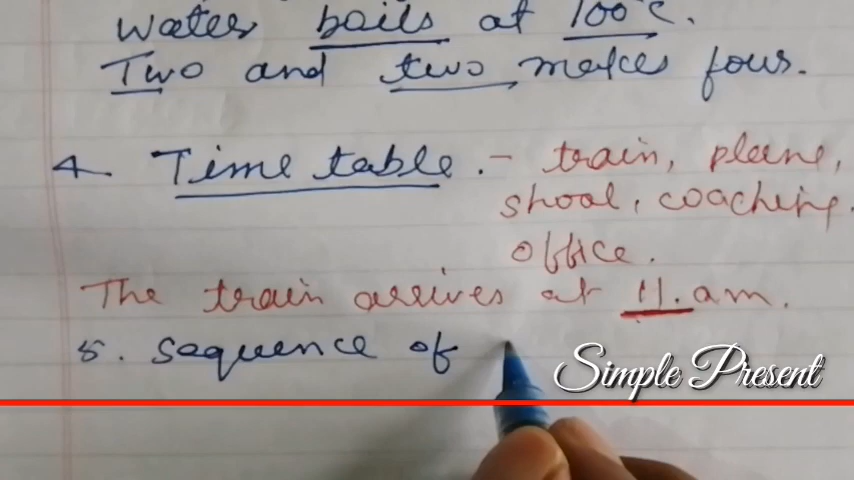 Water boils at 100°C.
Two and two makes four.
4. Time table. - train, plane,
shool, coaching.
office.
The train arrives at 11.am.
5. sequence of
Simple Present